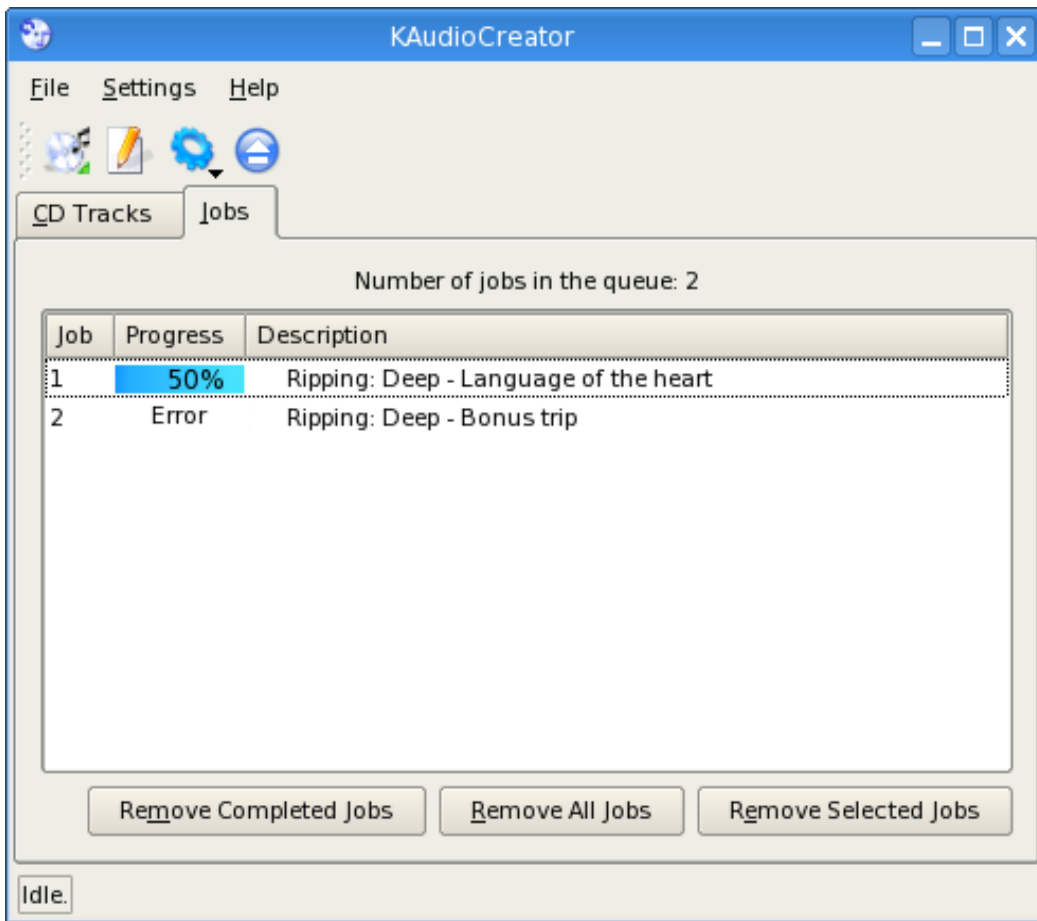 KAudioCreator
File Settings Help
CD Tracks Jobs
Number of jobs in the queue: 2
Job Progress Description
1 50% Ripping: Deep - Language of the heart
2 Error Ripping: Deep - Bonus trip
Remove Completed Jobs Remove All Jobs Remove Selected Jobs
Idle.